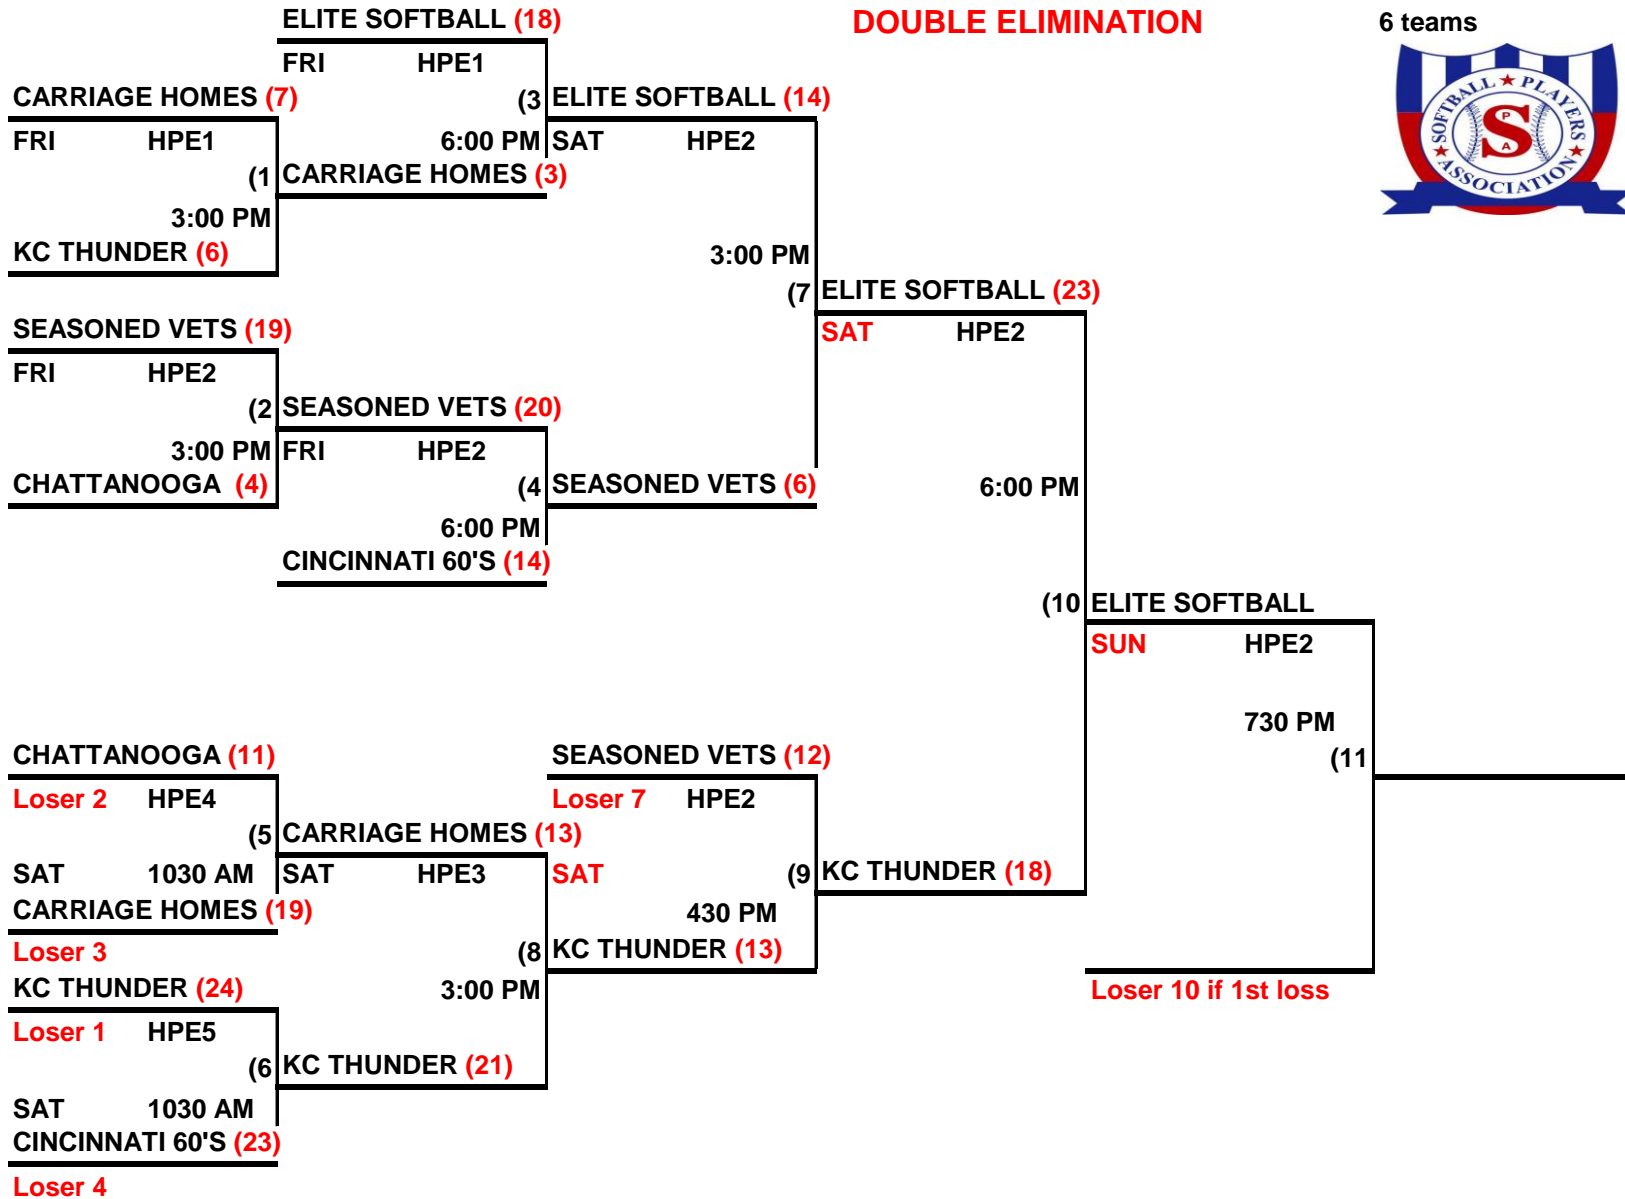 ELITE SOFTBALL (18)
DOUBLE ELIMINATION
6 teams
FRI HPE1
CARRIAGE HOMES (7)
(3 ELITE SOFTBALL (14)
FRI HPE1
6:00 PM SAT HPE2
(1 CARRIAGE HOMES (3)
3:00 PM
KC THUNDER (6)
3:00 PM
(7 ELITE SOFTBALL (23)
SEASONED VETS (19)
SAT HPE2
FRI HPE2
(2 SEASONED VETS (20)
3:00 PM FRI HPE2
CHATTANOOGA (4)
(4 SEASONED VETS (6)
6:00 PM
6:00 PM
CINCINNATI 60'S (14)
(10 ELITE SOFTBALL
SUN HPE2
730 PM
CHATTANOOGA (11)
SEASONED VETS (12)
(11
Loser 2 HPE4
Loser 7 HPE2
(5 CARRIAGE HOMES (13)
SAT 1030 AM SAT HPE3
SAT
(9 KC THUNDER (18)
CARRIAGE HOMES (19)
430 PM
Loser 3
(8 KC THUNDER (13)
KC THUNDER (24)
3:00 PM
Loser 10 if 1st loss
Loser 1 HPE5
(6 KC THUNDER (21)
SAT 1030 AM
CINCINNATI 60'S (23)
Loser 4
SOFTBALL PLAYERS ASSOCIATION
P
S
A